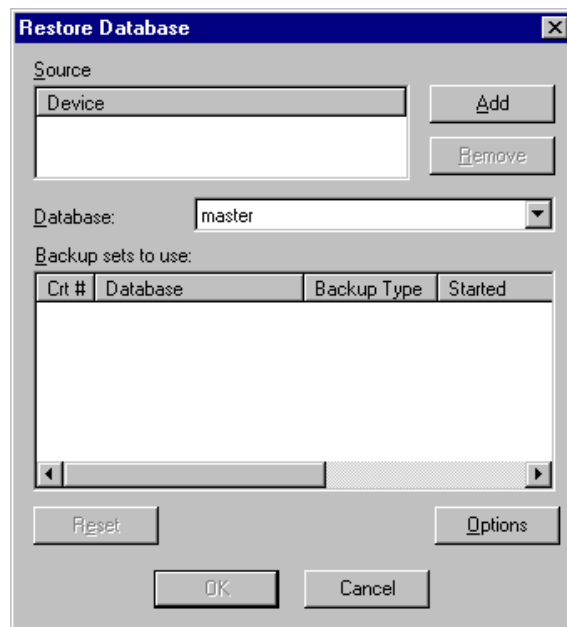 Restore Database
Source
Device
Add
Remove
Database: master
Backup sets to use:
Crt # Database Backup Type Started
Reset Options
OK Cancel